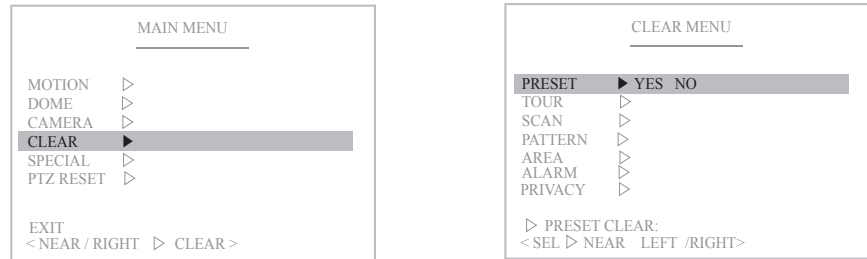 MAIN MENU
MOTION ▷
DOME ▷
CAMERA ▷
CLEAR ▶
SPECIAL ▷
PTZ RESET ▷
EXIT
< NEAR / RIGHT ▷ CLEAR >
CLEAR MENU
PRESET ▶ YES NO
TOUR ▷
SCAN ▷
PATTERN ▷
AREA ▷
ALARM ▷
PRIVACY ▷
▷ PRESET CLEAR:
< SEL ▷ NEAR LEFT /RIGHT>